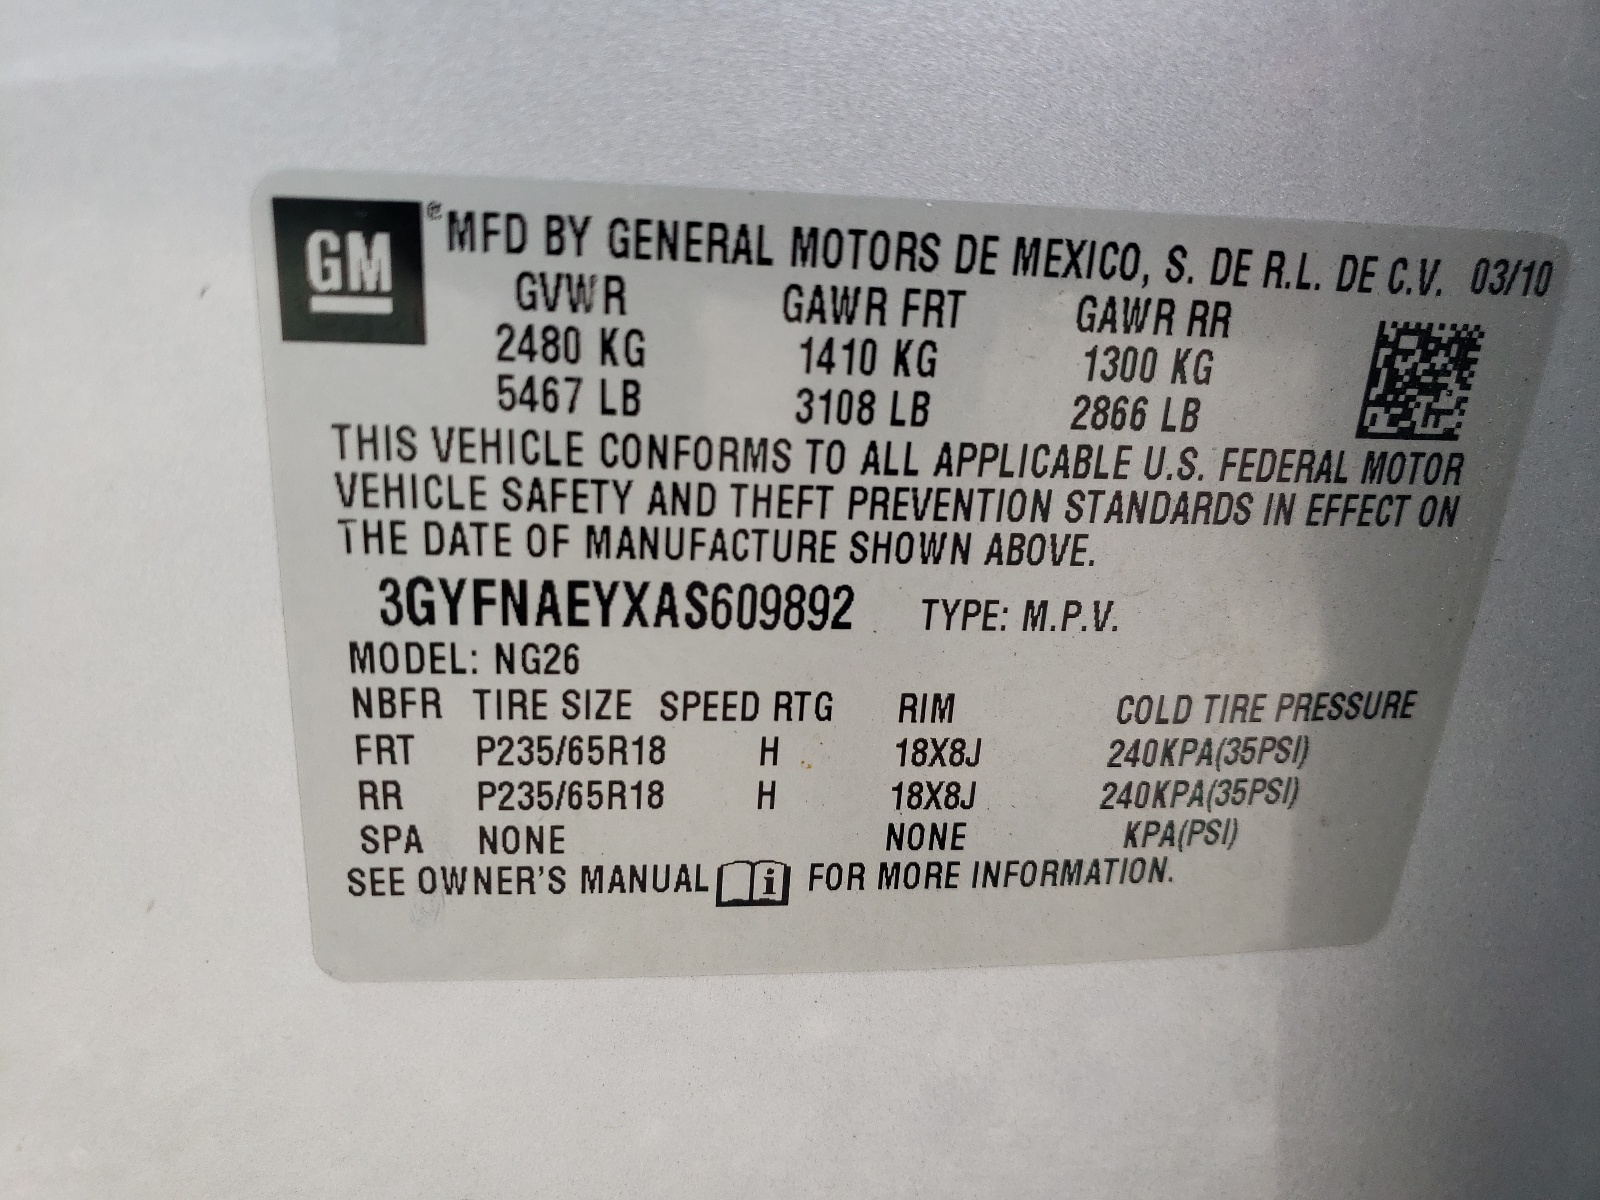 GM ® MFD BY GENERAL MOTORS DE MEXICO, S. DE R.L. DE C.V. 03/10
GVWR GAWR FRT GAWR RR
2480 KG 1410 KG 1300 KG
5467 LB 3108 LB 2866 LB
THIS VEHICLE CONFORMS TO ALL APPLICABLE U.S. FEDERAL MOTOR
VEHICLE SAFETY AND THEFT PREVENTION STANDARDS IN EFFECT ON
THE DATE OF MANUFACTURE SHOWN ABOVE.
3GYFNAEYXAS609892 TYPE: M.P.V.
MODEL: NG26
NBFR TIRE SIZE SPEED RTG RIM COLD TIRE PRESSURE
FRT P235/65R18 H 18X8J 240KPA(35PSI)
RR P235/65R18 H 18X8J 240KPA(35PSI)
SPA NONE NONE KPA(PSI)
SEE OWNER'S MANUAL i FOR MORE INFORMATION.